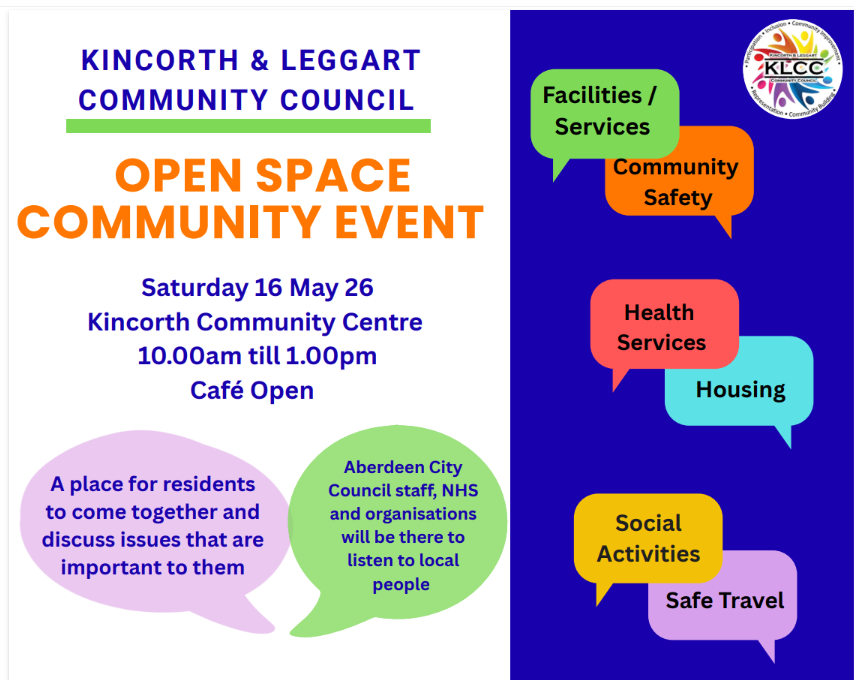 KINCORTH & LEGGART
COMMUNITY COUNCIL
OPEN SPACE
COMMUNITY EVENT
Saturday 16 May 26
Kincorth Community Centre
10.00am till 1.00pm
Café Open
A place for residents
to come together and
discuss issues that are
important to them
Aberdeen City
Council staff, NHS
and organisations
will be there to
listen to local
people
Participation • Inclusion • Community Improvement
KINCORTH & LEGGART
KLCC
COMMUNITY COUNCIL
Representation • Community Building
Facilities /
Services
Community
Safety
Health
Services
Housing
Social
Activities
Safe Travel